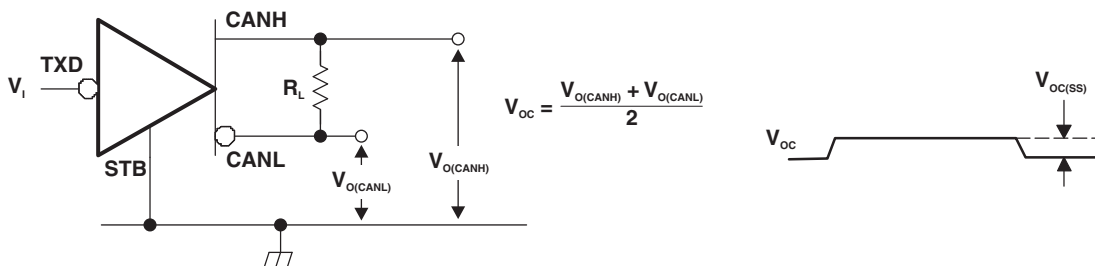 CANH
TXD
V_I
R_L
CANL
STB
V_O(CANL)
V_O(CANH)
V_OC = V_O(CANH) + V_O(CANL)
2
V_OC(SS)
V_OC